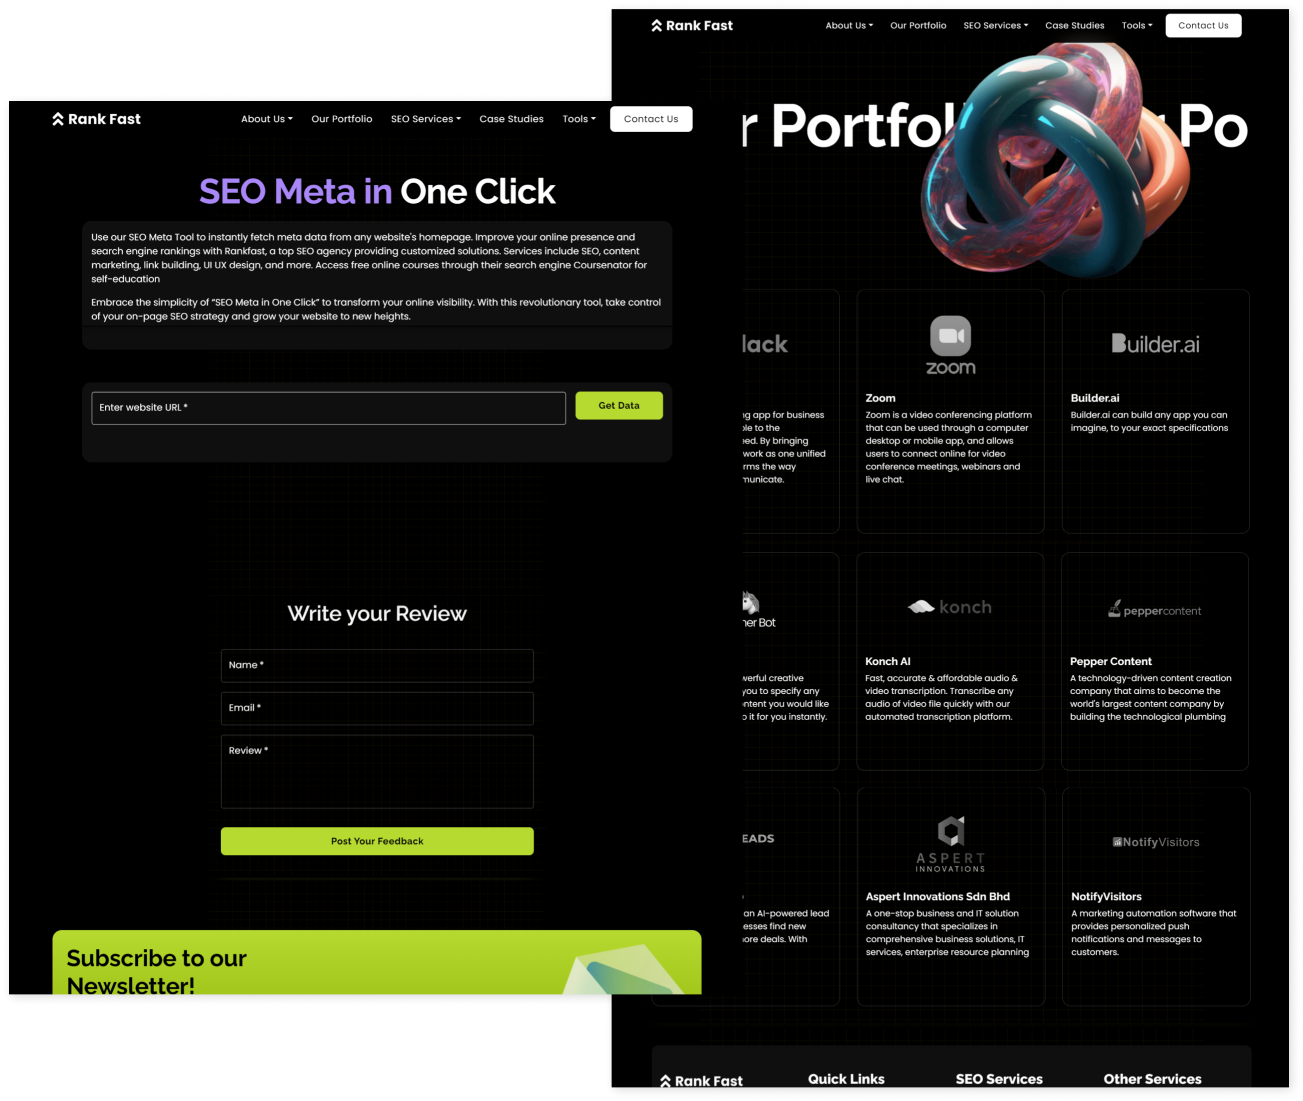 Rank Fast
About Us
Our Portfolio
SEO Services
Case Studies
Tools
Contact Us
SEO Meta in One Click
Use our SEO Meta Tool to instantly fetch meta data from any website's homepage. Improve your online presence and
search engine rankings with Rankfast, a top SEO agency providing customized solutions. Services include SEO, content
marketing, link building, UI UX design, and more. Access free online courses through their search engine Coursenator for
self-education
Embrace the simplicity of “SEO Meta in One Click” to transform your online visibility. With this revolutionary tool, take control
of your on-page SEO strategy and grow your website to new heights.
Enter website URL *
Get Data
Write your Review
Name *
Email *
Review *
Post Your Feedback
Subscribe to our
Newsletter!
Rank Fast
About Us
Our Portfolio
SEO Services
Case Studies
Tools
Contact Us
r Portfol
r Po
lack
g app for business
le to the
ed. By bringing
work as one unified
rms the way
municate.
zoom
Zoom
Zoom is a video conferencing platform
that can be used through a computer
desktop or mobile app, and allows
users to connect online for video
conference meetings, webinars and
live chat.
Builder.ai
Builder.ai
Builder.ai can build any app you can
imagine, to your exact specifications
ner Bot
werful creative
you to specify any
ntent you would like
o it for you instantly.
konch
Konch AI
Fast, accurate & affordable audio &
video transcription. Transcribe any
audio of video file quickly with our
automated transcription platform.
peppercontent
Pepper Content
A technology-driven content creation
company that aims to become the
world's largest content company by
building the technological plumbing
EADS
an AI-powered lead
esses find new
ore deals. With
ASPERT
INNOVATIONS
Aspert Innovations Sdn Bhd
A one-stop business and IT solution
consultancy that specializes in
comprehensive business solutions, IT
services, enterprise resource planning
NotifyVisitors
NotifyVisitors
A marketing automation software that
provides personalized push
notifications and messages to
customers.
Rank Fast
Quick Links
SEO Services
Other Services